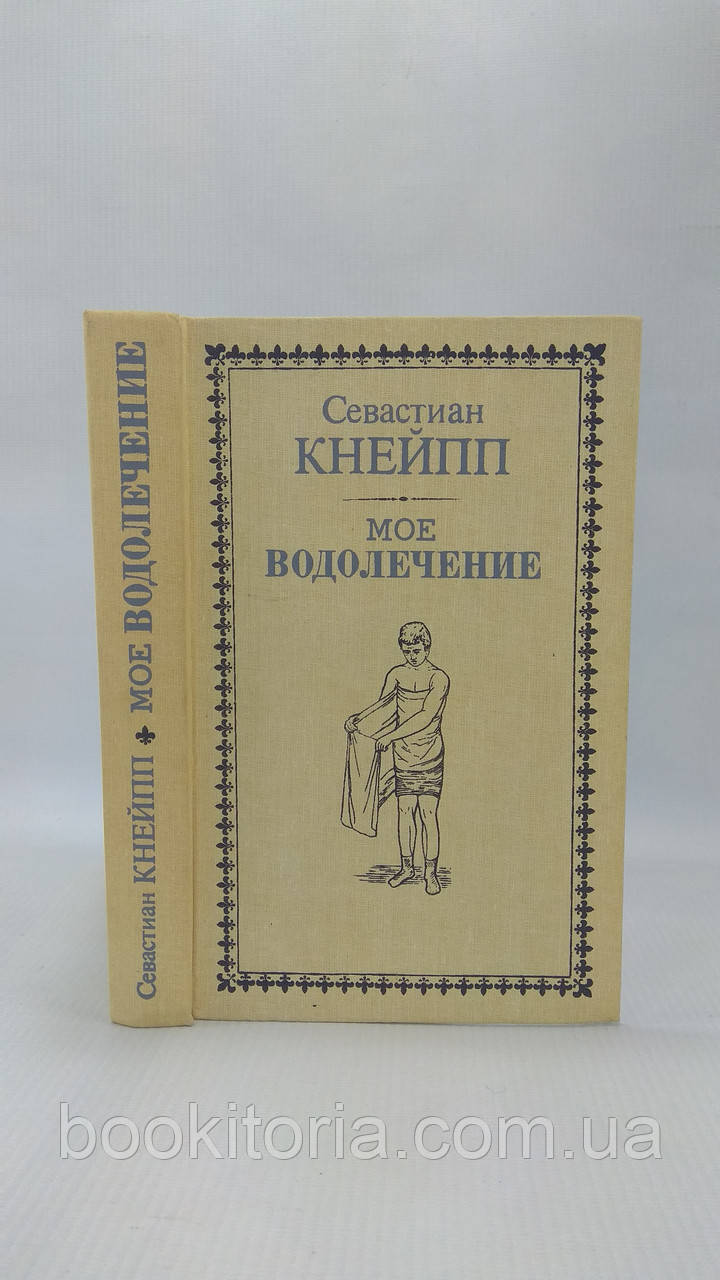 Севастиан КНЕЙПП ⚜ МОЕ ВОДОЛЕЧЕНИЕ
Севастиан
КНЕЙПП
МОЕ
ВОДОЛЕЧЕНИЕ
bookitoria.com.ua